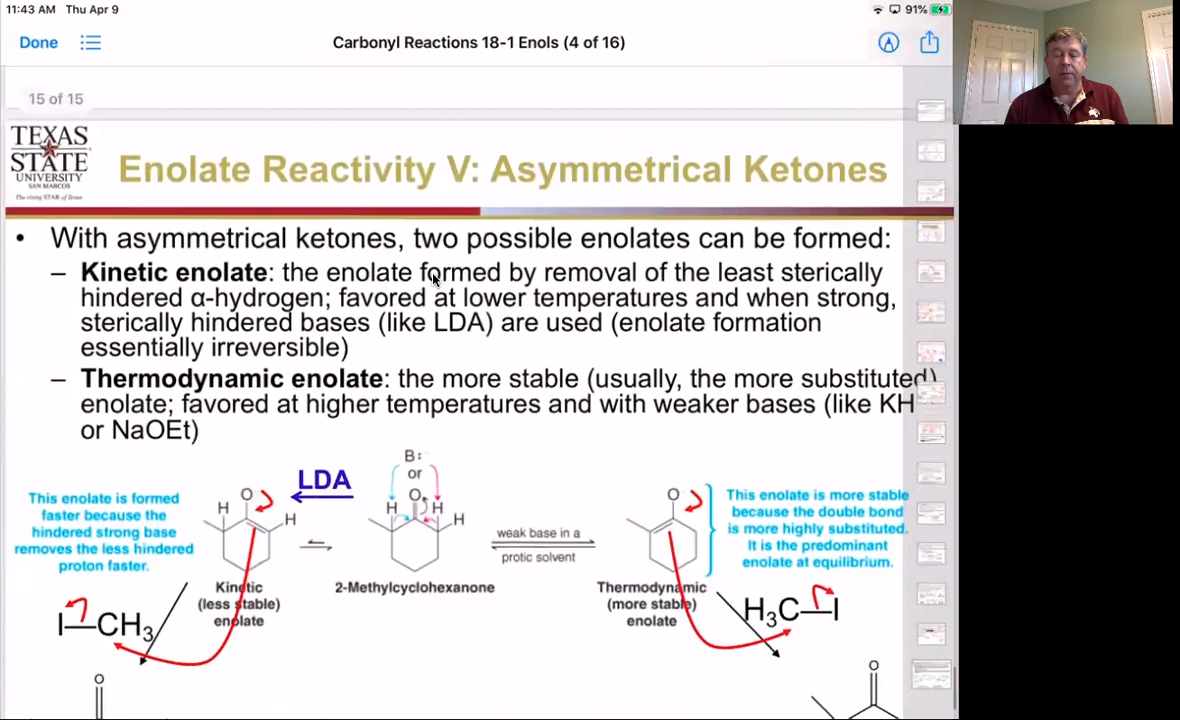 11:43 AM Thu Apr 9
91%
Done
Carbonyl Reactions 18-1 Enols (4 of 16)
15 of 15
TEXAS
STATE
UNIVERSITY
SAN MARCOS
The rising STAR of Texas
Enolate Reactivity V: Asymmetrical Ketones
• With asymmetrical ketones, two possible enolates can be formed:
– Kinetic enolate: the enolate formed by removal of the least sterically
hindered α-hydrogen; favored at lower temperatures and when strong,
sterically hindered bases (like LDA) are used (enolate formation
essentially irreversible)
– Thermodynamic enolate: the more stable (usually, the more substituted)
enolate; favored at higher temperatures and with weaker bases (like KH
or NaOEt)
This enolate is formed
faster because the
hindered strong base
removes the less hindered
proton faster.
H
O
H
Kinetic
(less stable)
enolate
LDA
B:
or
H
O
H
H
2-Methylcyclohexanone
weak base in a
protic solvent
O
Thermodynamic
(more stable)
enolate
This enolate is more stable
because the double bond
is more highly substituted.
It is the predominant
enolate at equilibrium.
I—CH3
H3C—I
O
O